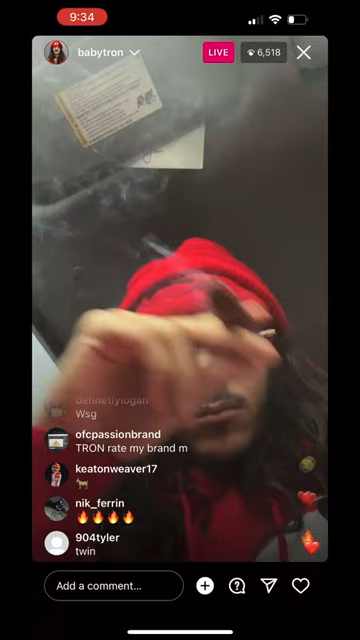 9:34
babytron
LIVE
6,518
Wsg
ofcpassionbrand
TRON rate my brand m
keatonweaver17
nik_ferrin
904tyler
twin
Add a comment...